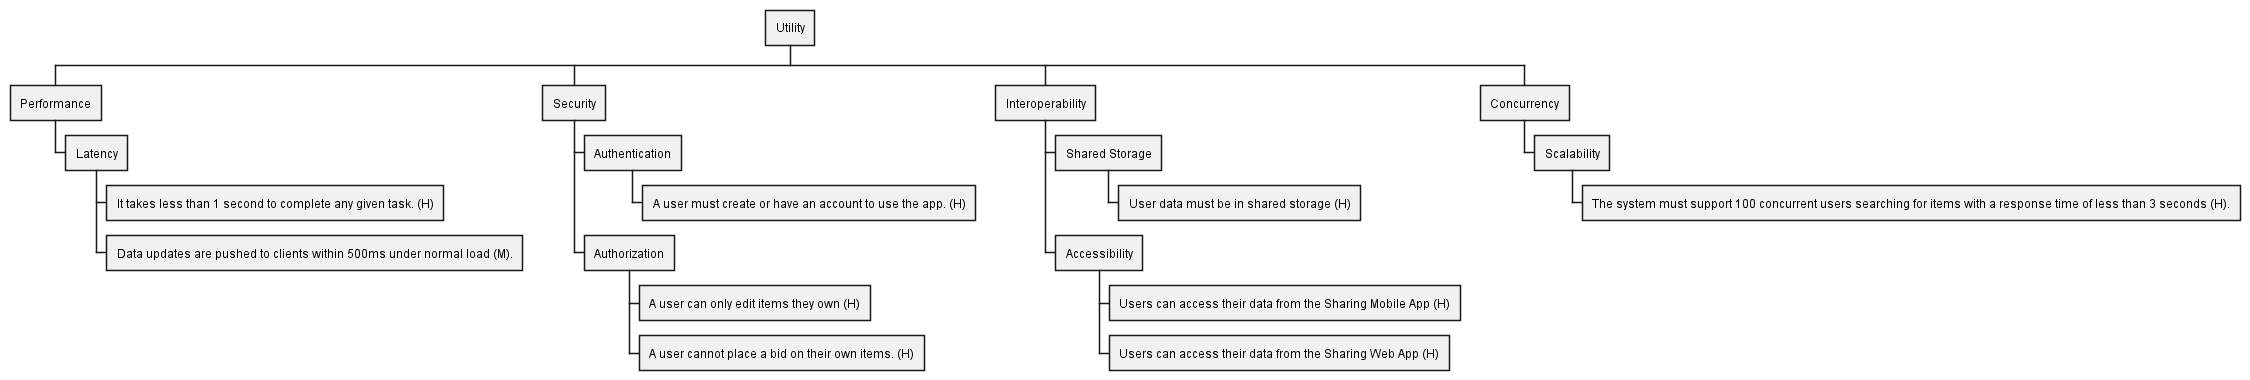 Utility
Performance
Security
Interoperability
Concurrency
Latency
Authentication
Shared Storage
Scalability
It takes less than 1 second to complete any given task. (H)
A user must create or have an account to use the app. (H)
User data must be in shared storage (H)
The system must support 100 concurrent users searching for items with a response time of less than 3 seconds (H).
Data updates are pushed to clients within 500ms under normal load (M).
Authorization
Accessibility
A user can only edit items they own (H)
Users can access their data from the Sharing Mobile App (H)
A user cannot place a bid on their own items. (H)
Users can access their data from the Sharing Web App (H)